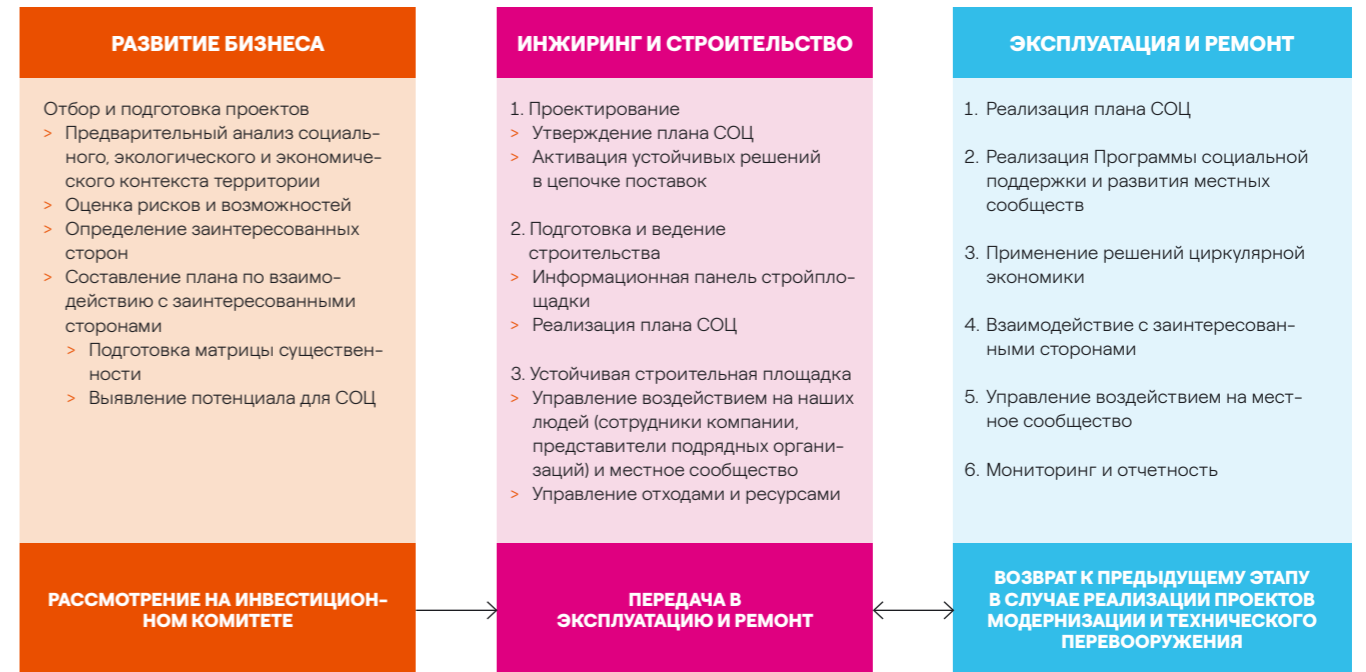 РАЗВИТИЕ БИЗНЕСА
Отбор и подготовка проектов
> Предварительный анализ социаль-
ного, экологического и экономиче-
ского контекста территории
> Оценка рисков и возможностей
> Определение заинтересованных
сторон
> Составление плана по взаимо-
действию с заинтересованными
сторонами
> Подготовка матрицы существен-
ности
> Выявление потенциала для СОЦ
РАССМОТРЕНИЕ НА ИНВЕСТИЦИОН-
НОМ КОМИТЕТЕ
ИНЖИРИНГ И СТРОИТЕЛЬСТВО
1. Проектирование
> Утверждение плана СОЦ
> Активация устойчивых решений
в цепочке поставок
2. Подготовка и ведение
строительства
> Информационная панель стройпло-
щадки
> Реализация плана СОЦ
3. Устойчивая строительная площадка
> Управление воздействием на наших
людей (сотрудники компании,
представители подрядных органи-
заций) и местное сообщество
> Управление отходами и ресурсами
ПЕРЕДАЧА В
ЭКСПЛУАТАЦИЮ И РЕМОНТ
ЭКСПЛУАТАЦИЯ И РЕМОНТ
1. Реализация плана СОЦ
2. Реализация Программы социальной
поддержки и развития местных
сообществ
3. Применение решений циркулярной
экономики
4. Взаимодействие с заинтересован-
ными сторонами
5. Управление воздействием на мест-
ное сообщество
6. Мониторинг и отчетность
ВОЗВРАТ К ПРЕДЫДУЩЕМУ ЭТАПУ
В СЛУЧАЕ РЕАЛИЗАЦИИ ПРОЕКТОВ
МОДЕРНИЗАЦИИ И ТЕХНИЧЕСКОГО
ПЕРЕВООРУЖЕНИЯ